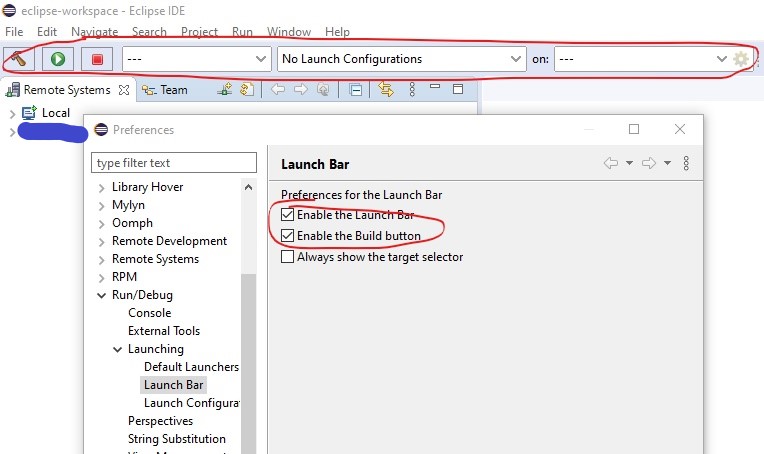 eclipse-workspace - Eclipse IDE
File Edit Navigate Search Project Run Window Help
--- No Launch Configurations on: ---
Remote Systems Team
Local
Preferences
type filter text
Launch Bar
Library Hover
Mylyn
Oomph
Remote Development
Remote Systems
RPM
Run/Debug
Console
External Tools
Launching
Default Launchers
Launch Bar
Launch Configurat
Perspectives
String Substitution
Preferences for the Launch Bar
Enable the Launch Bar
Enable the Build button
Always show the target selector